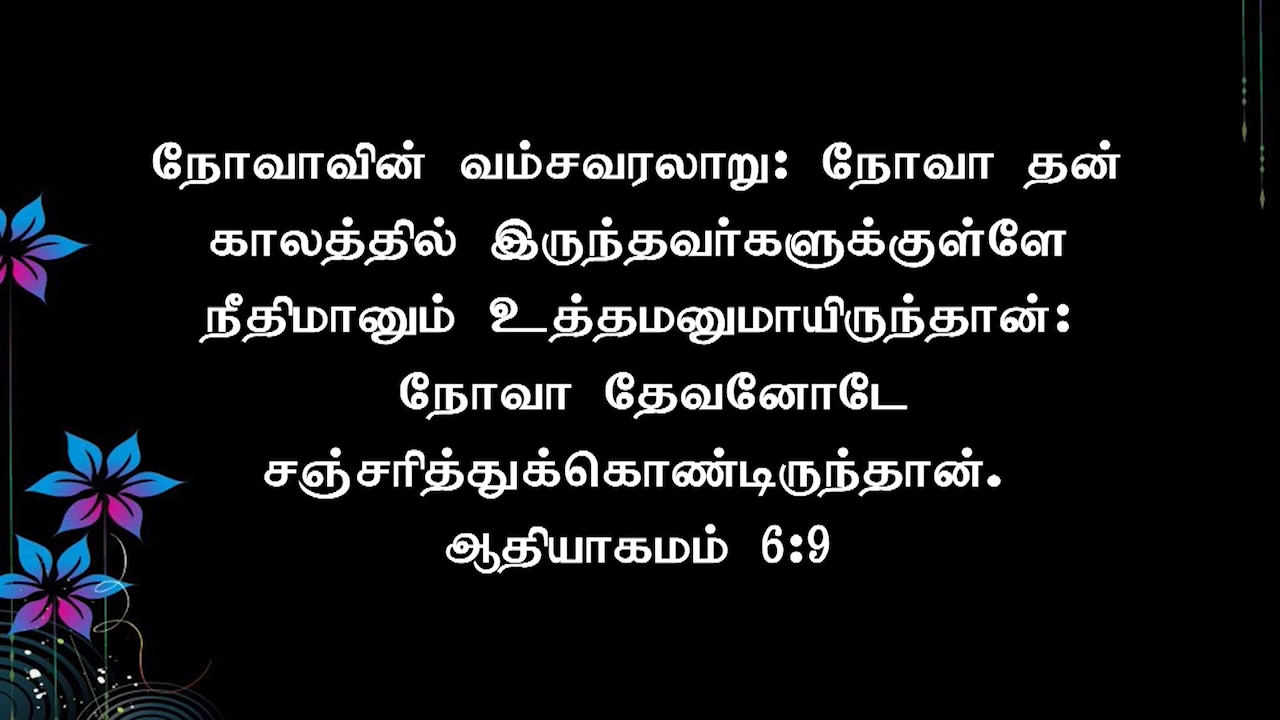 நோவாவின் வம்சவரலாறு: நோவா தன்
காலத்தில் இருந்தவர்களுக்குள்ளே
நீதிமானும் உத்தமனுமாயிருந்தான்:
நோவா தேவனோடே
சஞ்சரித்துக்கொண்டிருந்தான்.
ஆதியாகமம் 6:9